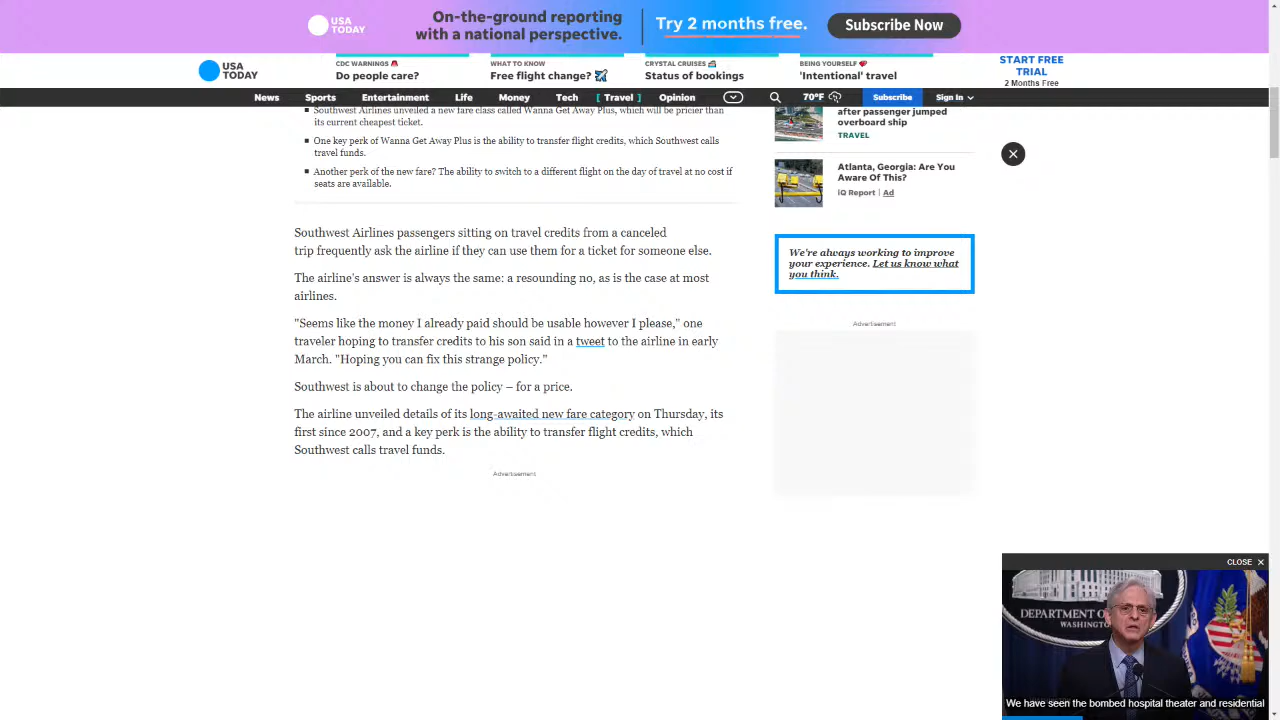 USA
TODAY
On-the-ground reporting
with a national perspective.
Try 2 months free.
Subscribe Now
USA
TODAY
CDC WARNINGS
Do people care?
WHAT TO KNOW
Free flight change?
CRYSTAL CRUISES
Status of bookings
BEING YOURSELF
'Intentional' travel
START FREE
TRIAL
2 Months Free
News
Sports
Entertainment
Life
Money
Tech
[ Travel ]
Opinion
70°F
Subscribe
Sign In
Southwest Airlines unveiled a new fare class called Wanna Get Away Plus, which will be pricier than
its current cheapest ticket.
One key perk of Wanna Get Away Plus is the ability to transfer flight credits, which Southwest calls
travel funds.
Another perk of the new fare? The ability to switch to a different flight on the day of travel at no cost if
seats are available.
Southwest Airlines passengers sitting on travel credits from a canceled
trip frequently ask the airline if they can use them for a ticket for someone else.
The airline's answer is always the same: a resounding no, as is the case at most
airlines.
"Seems like the money I already paid should be usable however I please," one
traveler hoping to transfer credits to his son said in a tweet to the airline in early
March. "Hoping you can fix this strange policy."
Southwest is about to change the policy – for a price.
The airline unveiled details of its long-awaited new fare category on Thursday, its
first since 2007, and a key perk is the ability to transfer flight credits, which
Southwest calls travel funds.
Advertisement
after passenger jumped
overboard ship
TRAVEL
Atlanta, Georgia: Are You
Aware Of This?
iQ Report | Ad
We're always working to improve
your experience. Let us know what
you think.
Advertisement
CLOSE
DEPARTMENT OF
WASHINGTO
We have seen the bombed hospital theater and residential